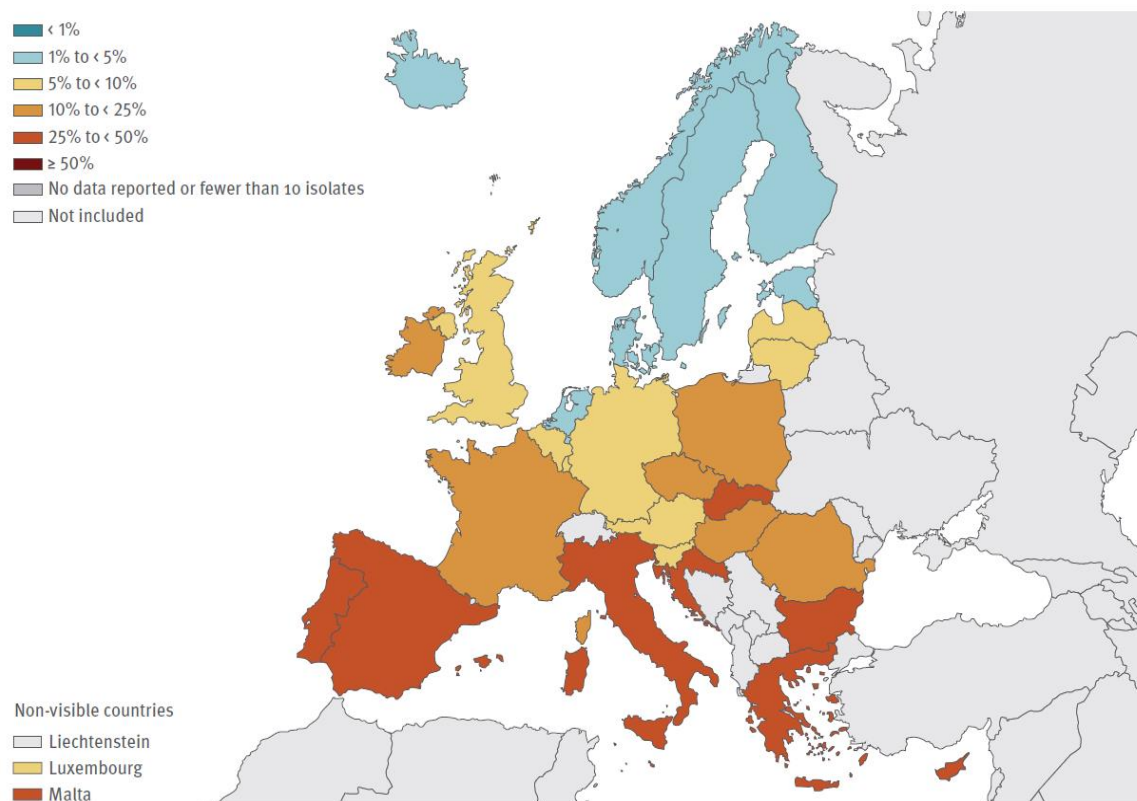 < 1%
1% to < 5%
5% to < 10%
10% to < 25%
25% to < 50%
≥ 50%
No data reported or fewer than 10 isolates
Not included
Non-visible countries
Liechtenstein
Luxembourg
Malta